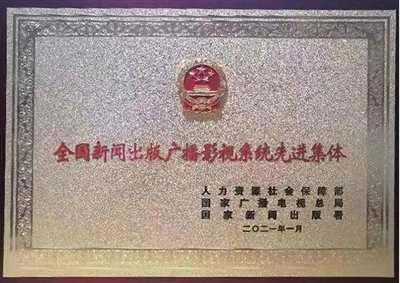 全国新闻出版广播影视系统先进集体
人力资源社会保障部
国家广播电视总局
国家新闻出版署
二〇二一年一月